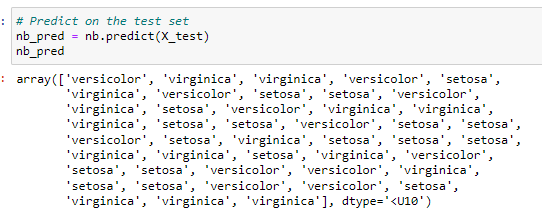 : # Predict on the test set
nb_pred = nb.predict(X_test)
nb_pred
: array(['versicolor', 'virginica', 'virginica', 'versicolor', 'setosa',
'virginica', 'versicolor', 'setosa', 'setosa', 'versicolor',
'virginica', 'setosa', 'versicolor', 'virginica', 'virginica',
'virginica', 'setosa', 'setosa', 'versicolor', 'setosa', 'setosa',
'versicolor', 'setosa', 'virginica', 'setosa', 'setosa', 'setosa',
'virginica', 'virginica', 'setosa', 'virginica', 'versicolor',
'setosa', 'setosa', 'versicolor', 'versicolor', 'virginica',
'setosa', 'setosa', 'versicolor', 'versicolor', 'setosa',
'virginica', 'virginica', 'virginica'], dtype='<U10')